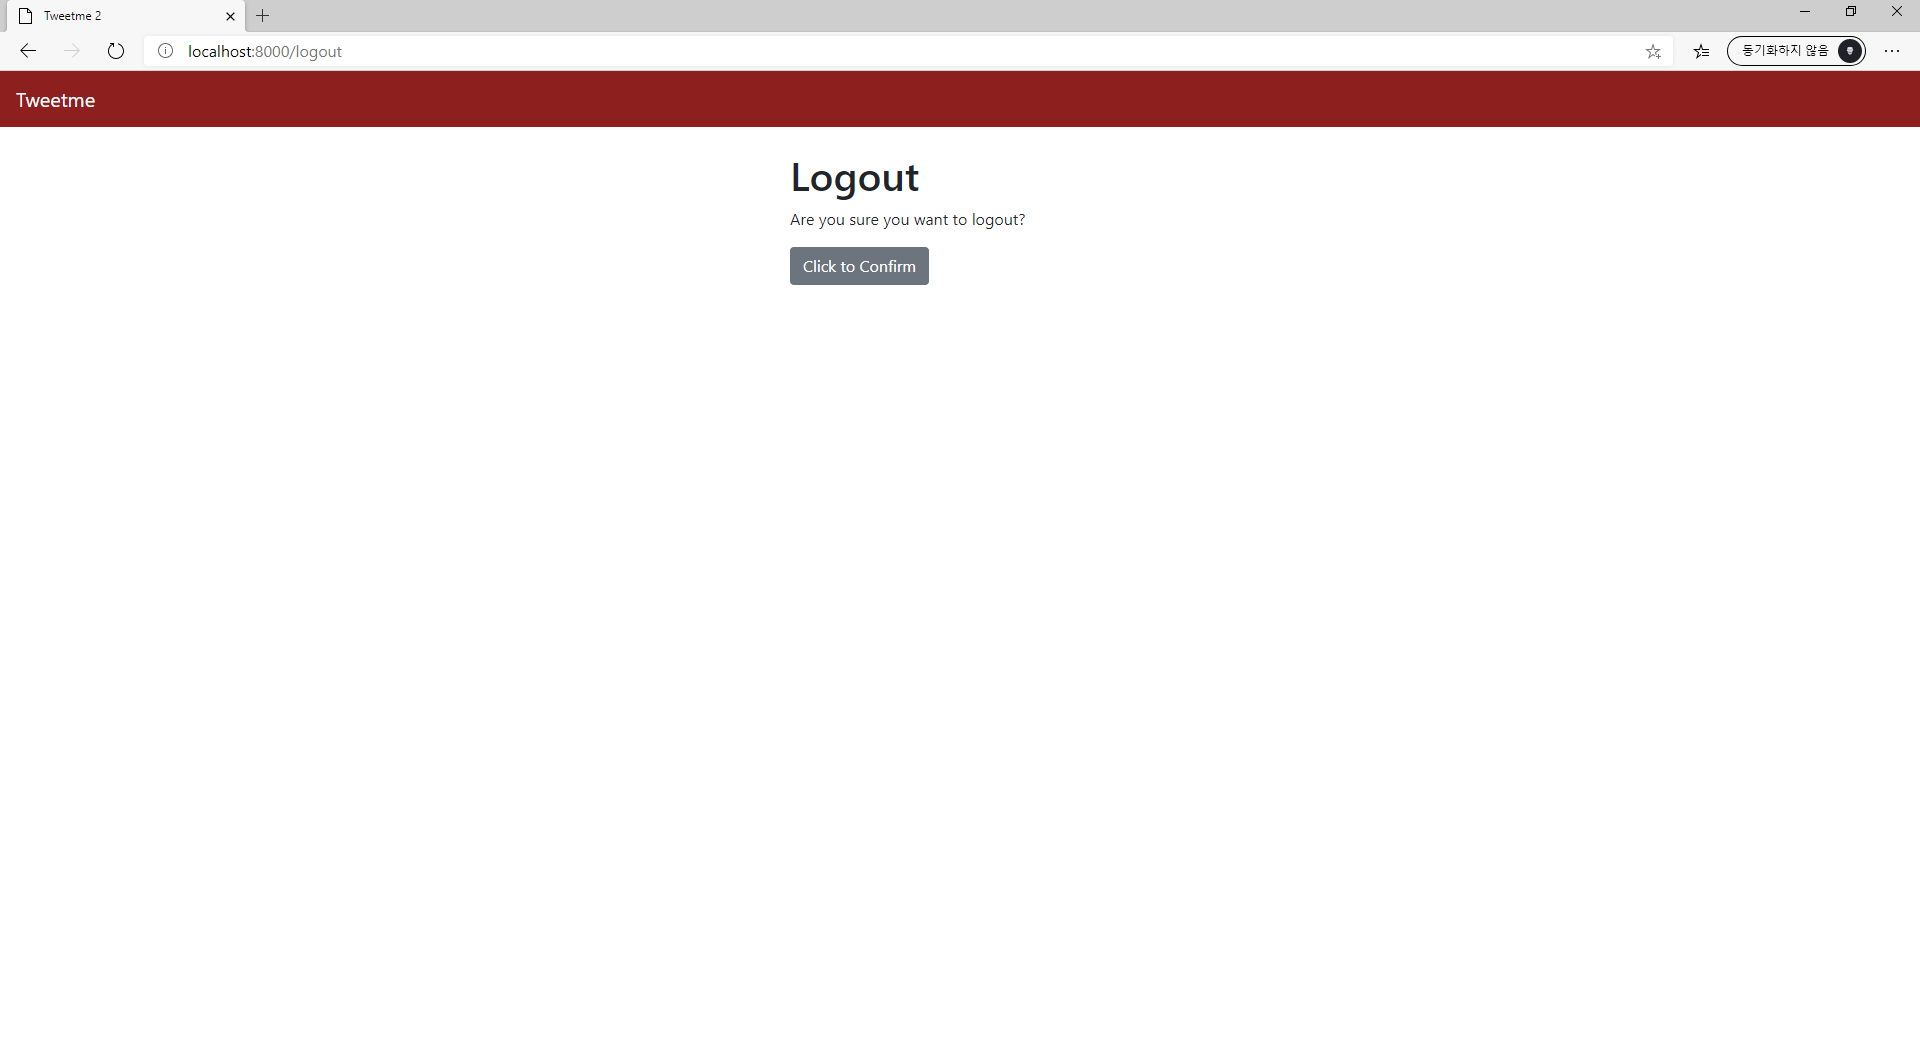 Tweetme 2
localhost:8000/logout
동기화하지 않음
Tweetme
Logout
Are you sure you want to logout?
Click to Confirm